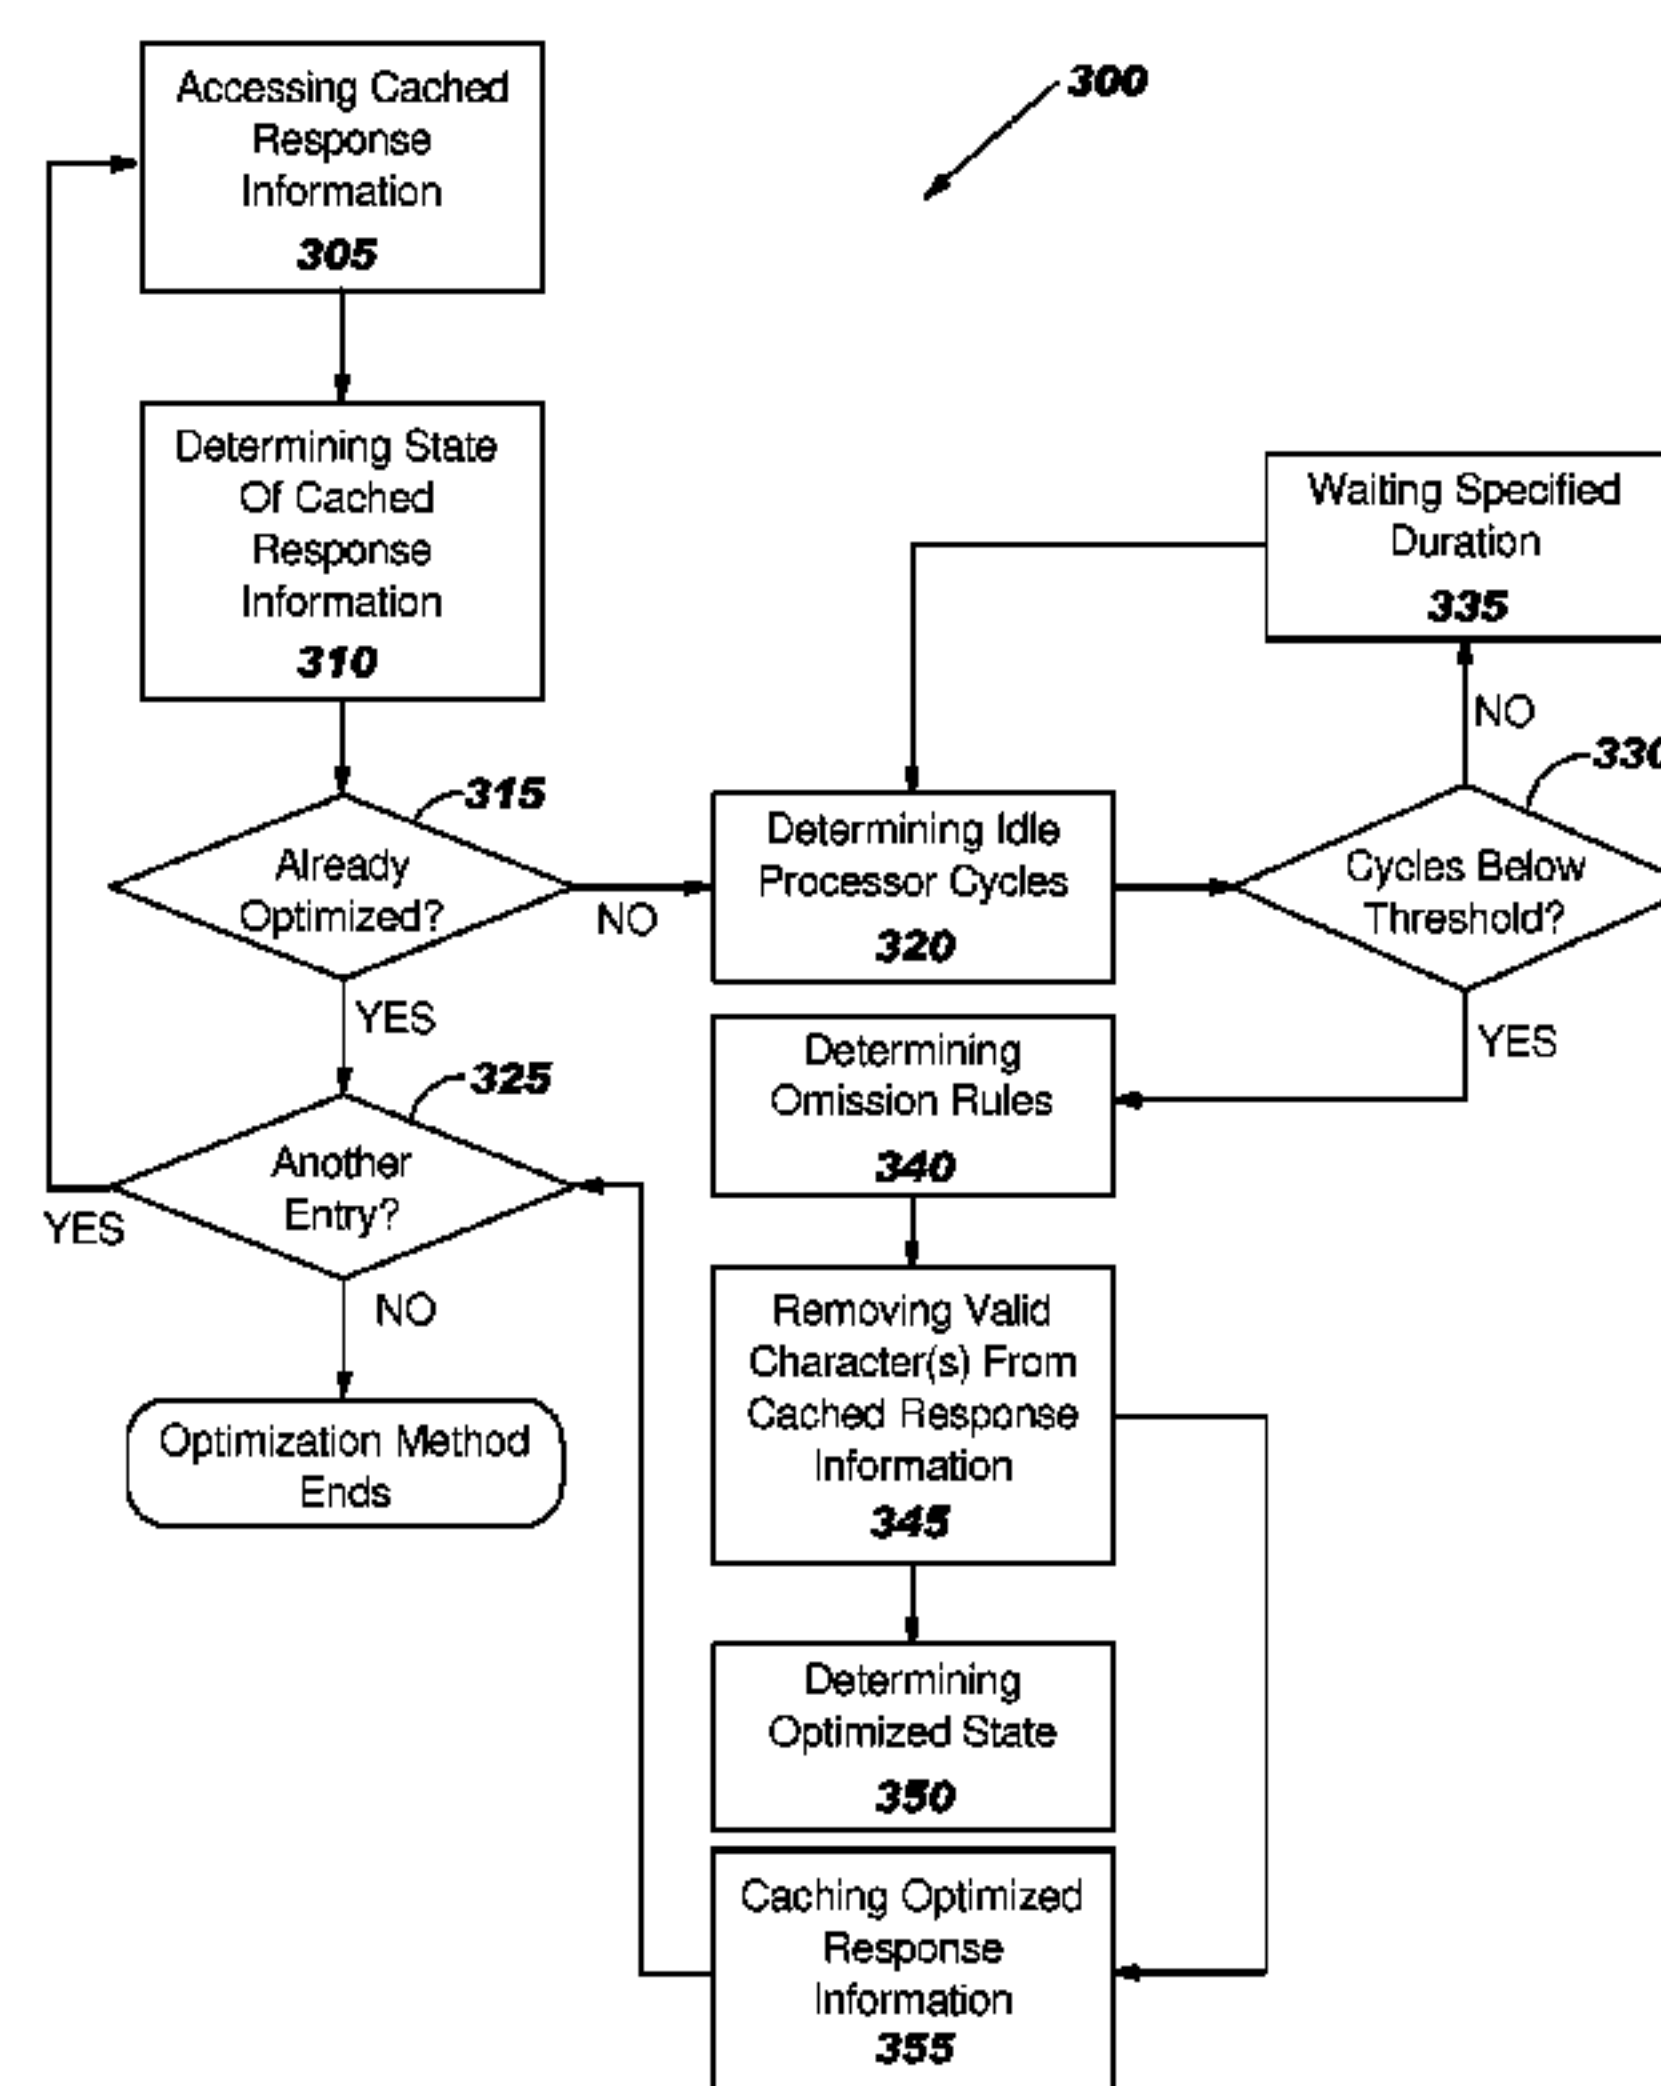 Accessing Cached
Response
Information
305
300
Determining State
Of Cached
Response
Information
310
Waiting Specified
Duration
335
NO
330
315
Already
Optimized?
NO
YES
Determining Idle
Processor Cycles
320
Cycles Below
Threshold?
YES
Determining
Omission Rules
340
325
Another
Entry?
YES
NO
Removing Valid
Character(s) From
Cached Response
Information
345
Optimization Method
Ends
Determining
Optimized State
350
Caching Optimized
Response
Information
355